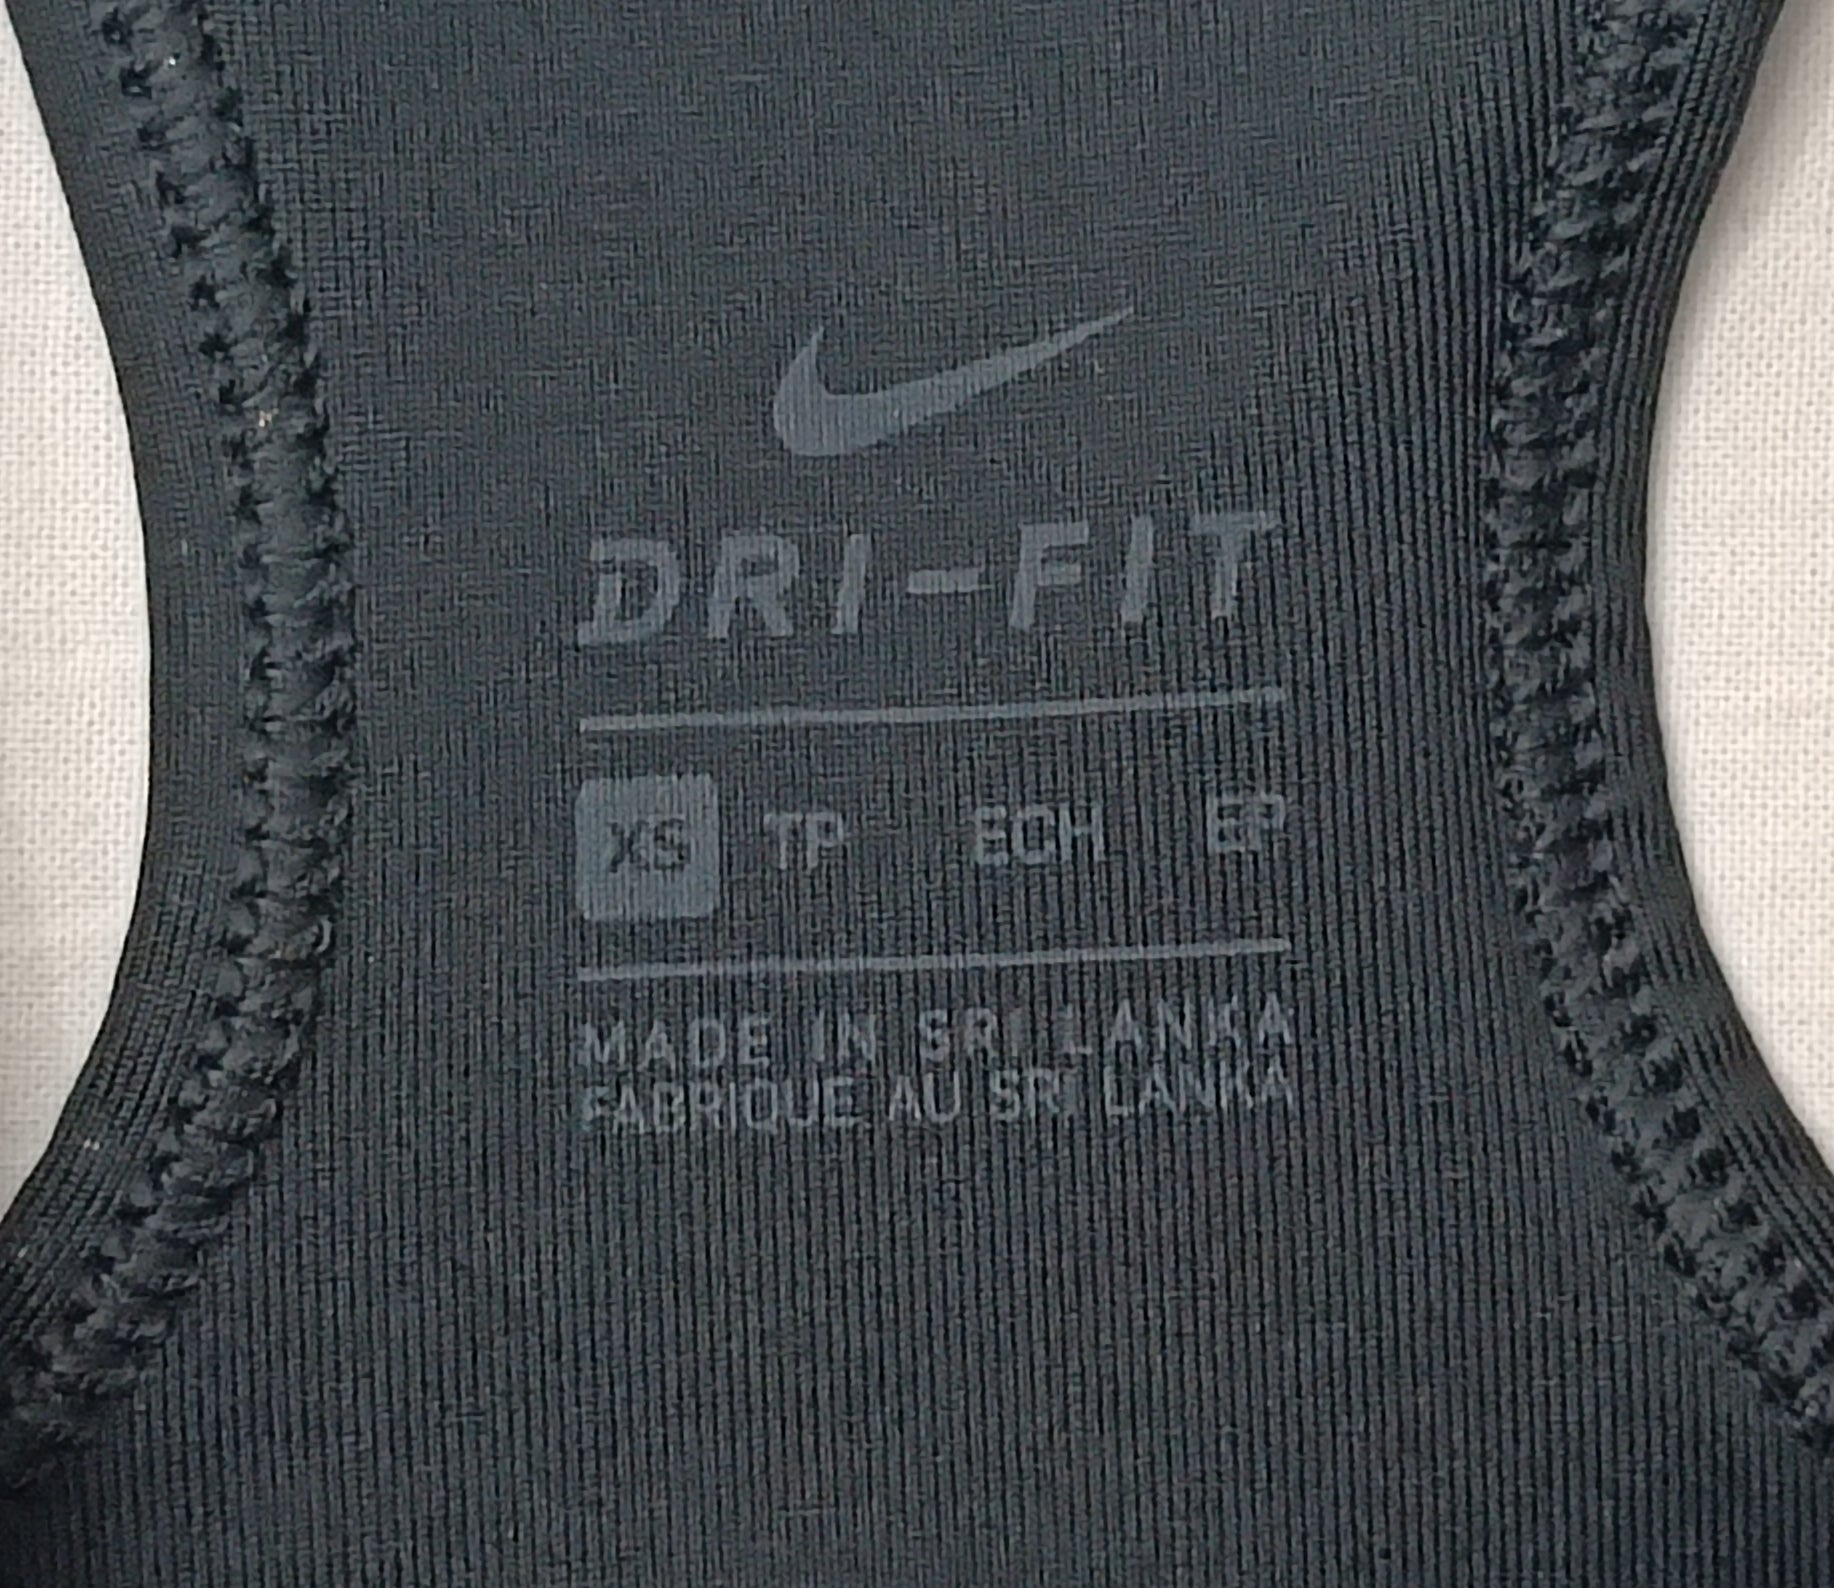 DRI-FIT
XS TP ECH EP
MADE IN SRI LANKA
FABRIQUE AU SRI LANKA